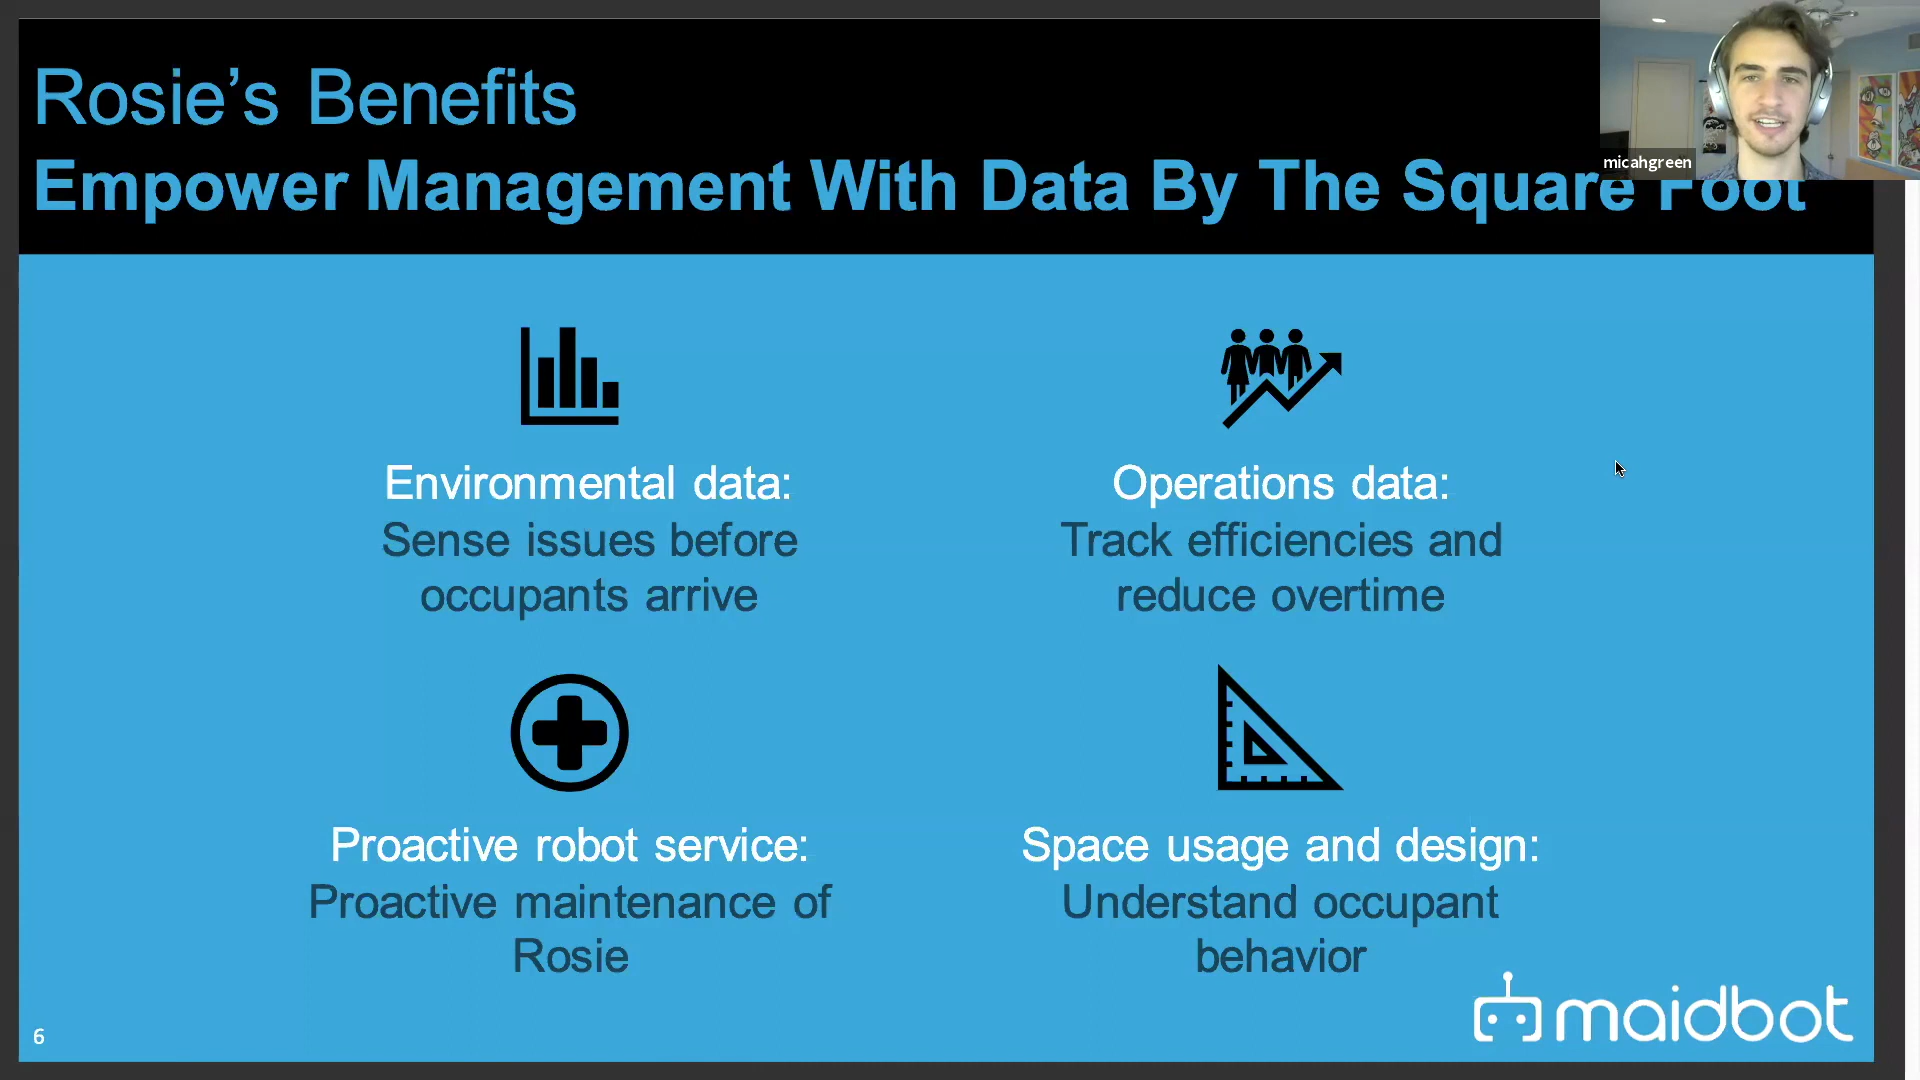 Rosie’s Benefits
Empower Management With Data By The Square Foot
micahgreen
Environmental data:
Sense issues before
occupants arrive
Operations data:
Track efficiencies and
reduce overtime
Proactive robot service:
Proactive maintenance of
Rosie
Space usage and design:
Understand occupant
behavior
6
maidbot